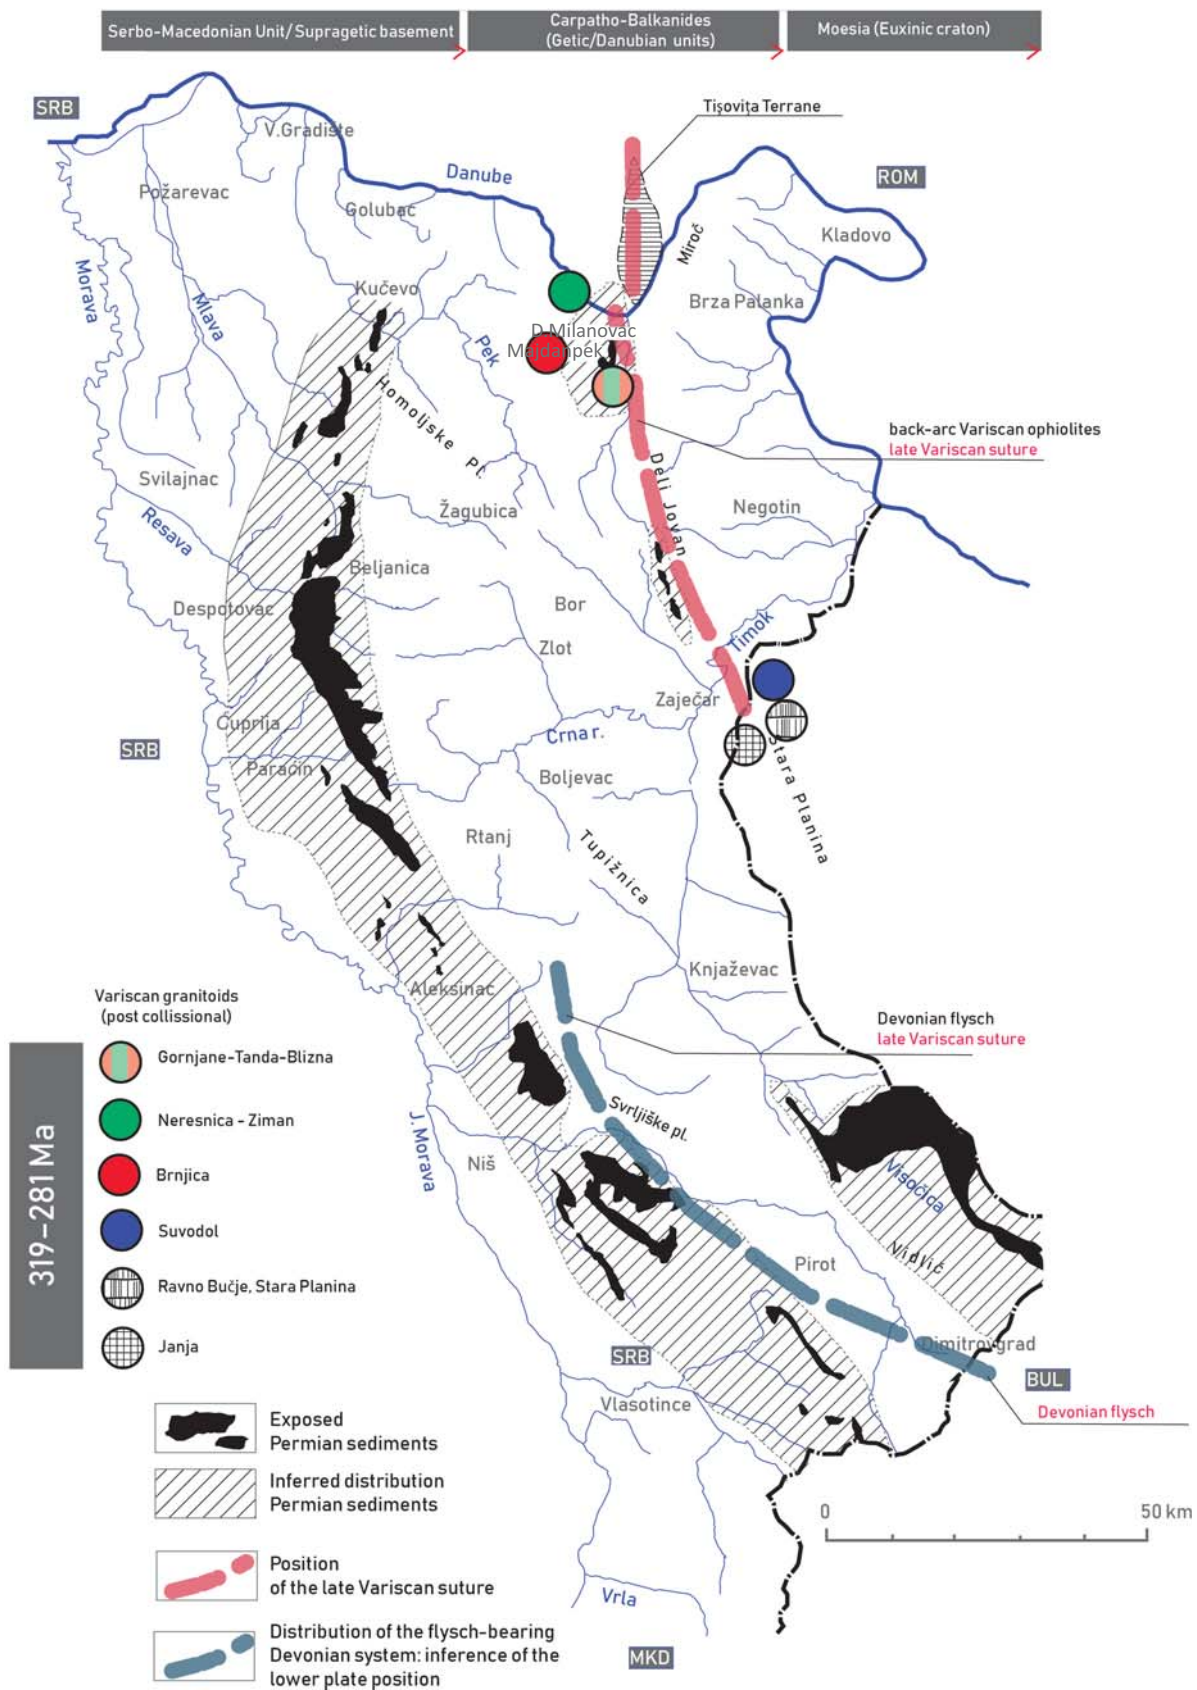 Serbo-Macedonian Unit/ Supragetic basement
Carpatho-Balkanides
(Getic/Danubian units)
Moesia (Euxinic craton)
SRB
Tișovița Terrane
V.Gradište
Danube
ROM
Požarevac
Golubac
Kladovo
Miroč
Morava
Mlava
Kučevo
Brza Palanka
D.Milanovac
Majdanpék
Pek
Homoljske Pl.
back-arc Variscan ophiolites
late Variscan suture
Deli Jovan
Svilajnac
Resava
Žagubica
Negotin
Beljanica
Despotovac
Bor
Zlot
Timok
Zaječar
Ćuprija
SRB
Crna r.
Paraćin
Boljevac
Stara Planina
Rtanj
Tupižnica
Knjaževac
Aleksinac
Variscan granitoids
(post collissional)
Devonian flysch
late Variscan suture
319–281 Ma
Gornjane-Tanda-Blizna
Neresnica - Ziman
Svrljiške pl.
J. Morava
Niš
Brnjica
Visočica
Suvodol
Vidlič
Pirot
Ravno Bučje, Stara Planina
Janja
SRB
Dimitrovgrad
BUL
Vlasotince
Devonian flysch
Exposed
Permian sediments
Inferred distribution
Permian sediments
0
50 km
Position
of the late Variscan suture
Vrla
Distribution of the flysch-bearing
Devonian system: inference of the
lower plate position
MKD